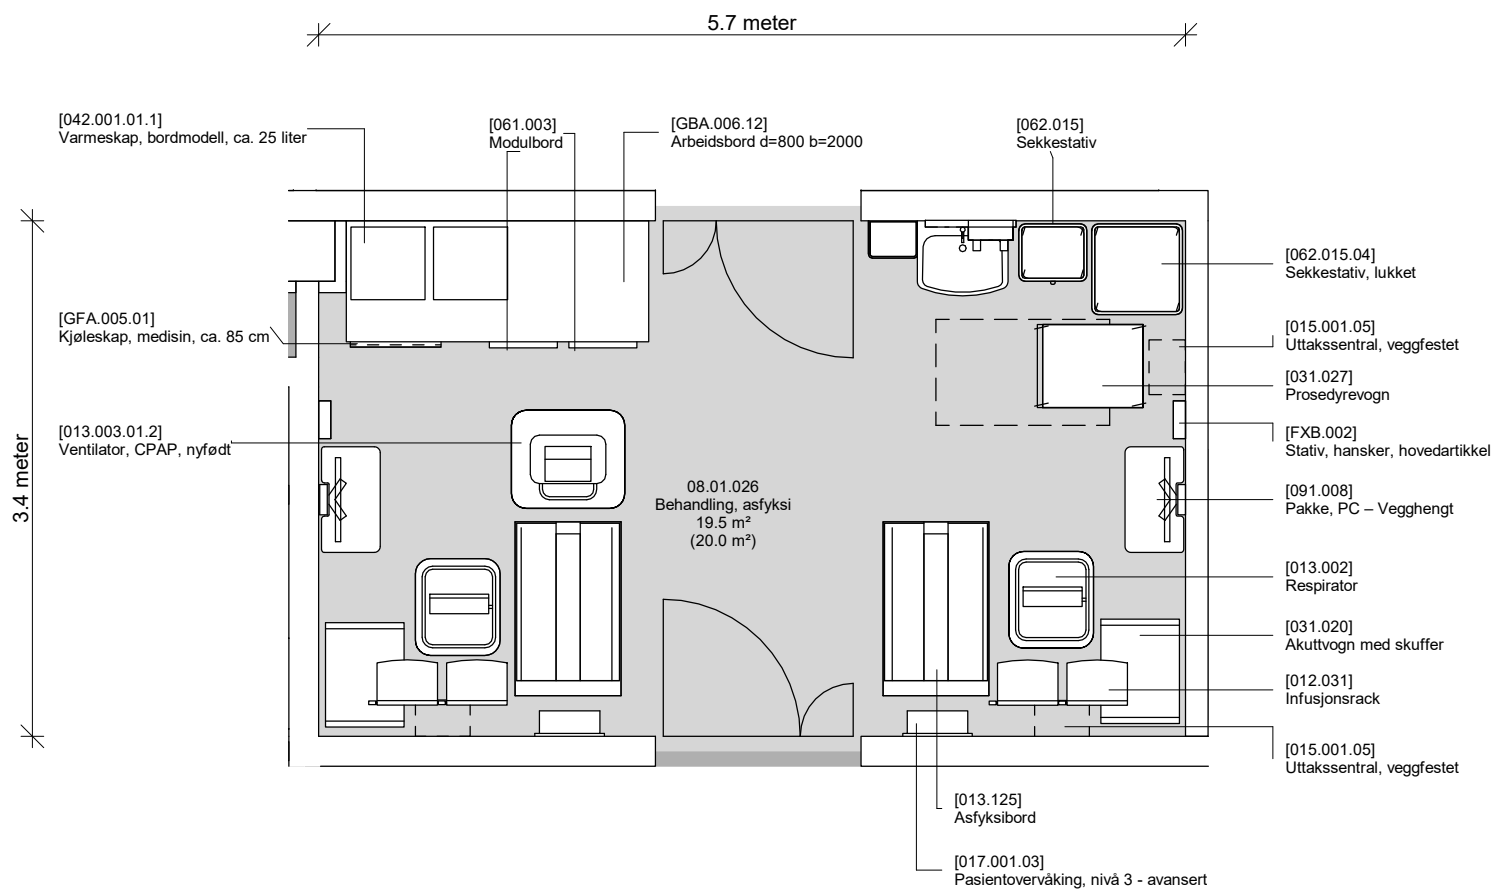 5.7 meter
[042.001.01.1]
Varmeskap, bordmodell, ca. 25 liter
[061.003]
Modulbord
[GBA.006.12]
Arbeidsbord d=800 b=2000
[062.015]
Sekkestativ
[062.015.04]
Sekkestativ, lukket
[GFA.005.01]
Kjøleskap, medisin, ca. 85 cm
[015.001.05]
Uttakssentral, veggfestet
[031.027]
Prosedyrevogn
[013.003.01.2]
Ventilator, CPAP, nyfødt
[FXB.002]
Stativ, hansker, hovedartikkel
3.4 meter
08.01.026
Behandling, asfyksi
19.5 m²
(20.0 m²)
[091.008]
Pakke, PC – Vegghengt
[013.002]
Respirator
[031.020]
Akuttvogn med skuffer
[012.031]
Infusjonsrack
[015.001.05]
Uttakssentral, veggfestet
[013.125]
Asfyksibord
[017.001.03]
Pasientovervåking, nivå 3 - avansert